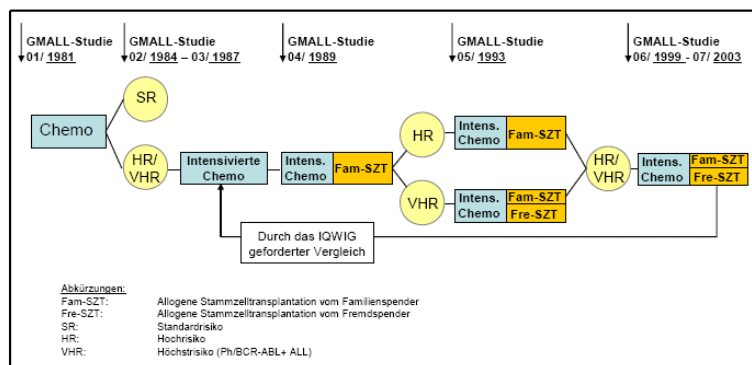 GMALL-Studie
01/ 1981
GMALL-Studie
02/ 1984 – 03/ 1987
GMALL-Studie
04/ 1989
GMALL-Studie
05/ 1993
GMALL-Studie
06/ 1999 - 07/ 2003
Chemo
SR
HR/
VHR
Intensivierte
Chemo
Intens.
Chemo
Fam-SZT
HR
Intens.
Chemo
Fam-SZT
VHR
Intens.
Chemo
Fam-SZT
Fre-SZT
HR/
VHR
Intens.
Chemo
Fam-SZT
Fre-SZT
Durch das IQWIG
geforderter Vergleich
Abkürzungen:
Fam-SZT: Allogene Stammzelltransplantation vom Familienspender
Fre-SZT: Allogene Stammzelltransplantation vom Fremdspender
SR: Standardrisiko
HR: Hochrisiko
VHR: Höchstrisiko (Ph/BCR-ABL+ ALL)